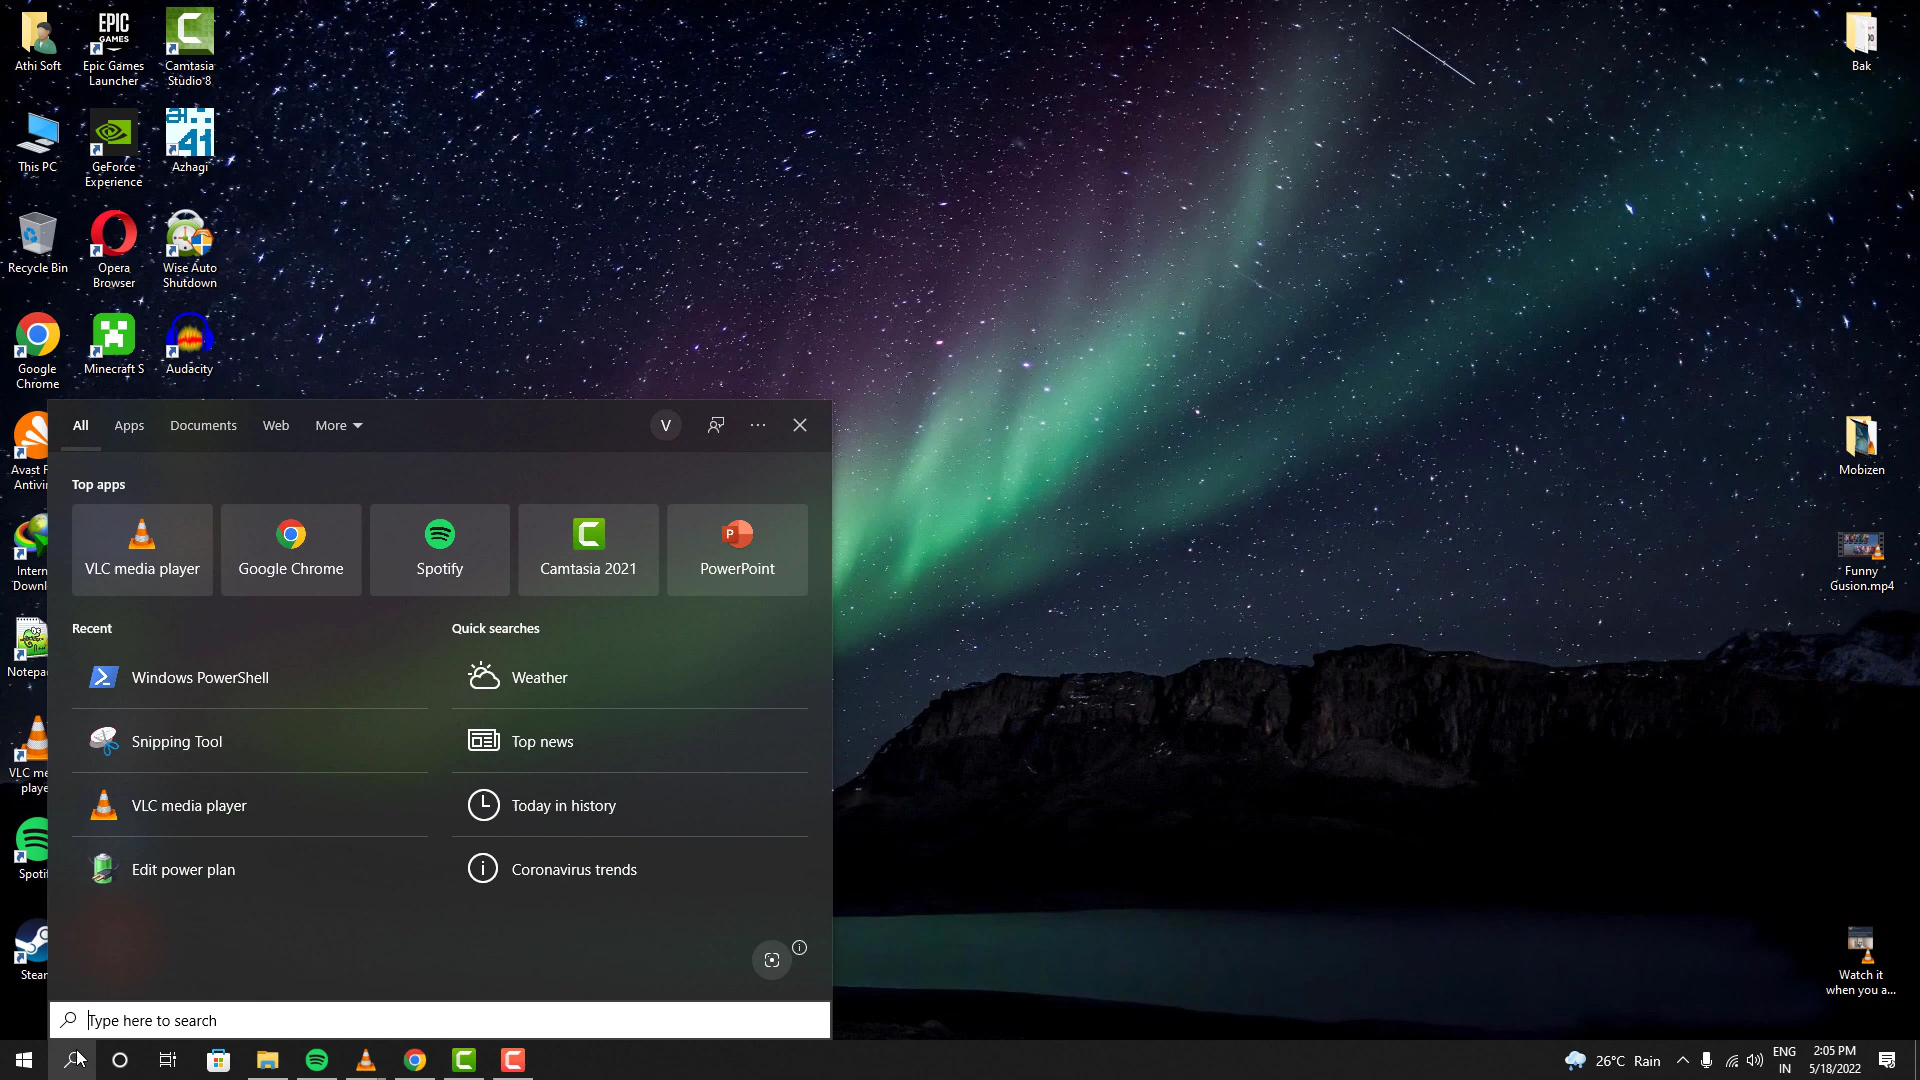 Athi Soft
EPIC
GAMES
Epic Games
Launcher
Camtasia
Studio 8
Bak
This PC
GeForce
Experience
41
Azhagi
Recycle Bin
Opera
Browser
Wise Auto
Shutdown
Google
Chrome
Minecraft S
Audacity
All
Apps
Documents
Web
More
V
Avast F
Antivir
Top apps
VLC media player
Google Chrome
Spotify
Camtasia 2021
P
PowerPoint
Mobizen
Intern
Downl
Funny
Gusion.mp4
Recent
Quick searches
Notepa
Windows PowerShell
Weather
Snipping Tool
Top news
VLC me
playe
VLC media player
Today in history
Spotif
Edit power plan
Coronavirus trends
Stean
Watch it
when you a...
Type here to search
26°C Rain
ENG
IN
2:05 PM
5/18/2022